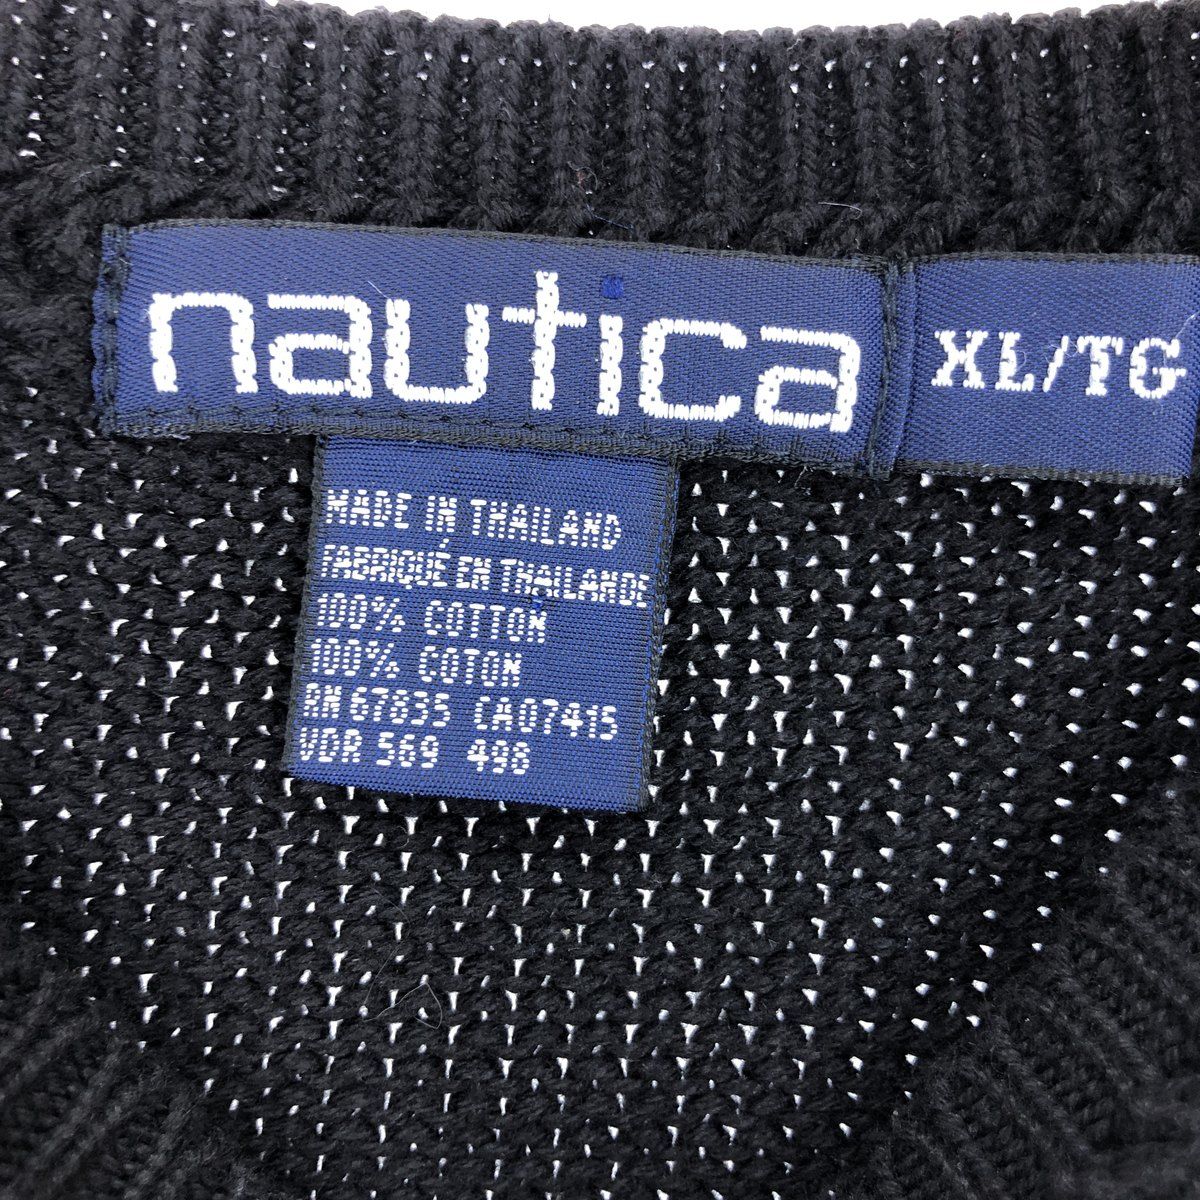 nautica
XL/TG
MADE IN THAILAND
FABRIQUÉ EN THAILANDE
100% COTTON
100% COTON
RN 67835 CA07415
VDR 569 498